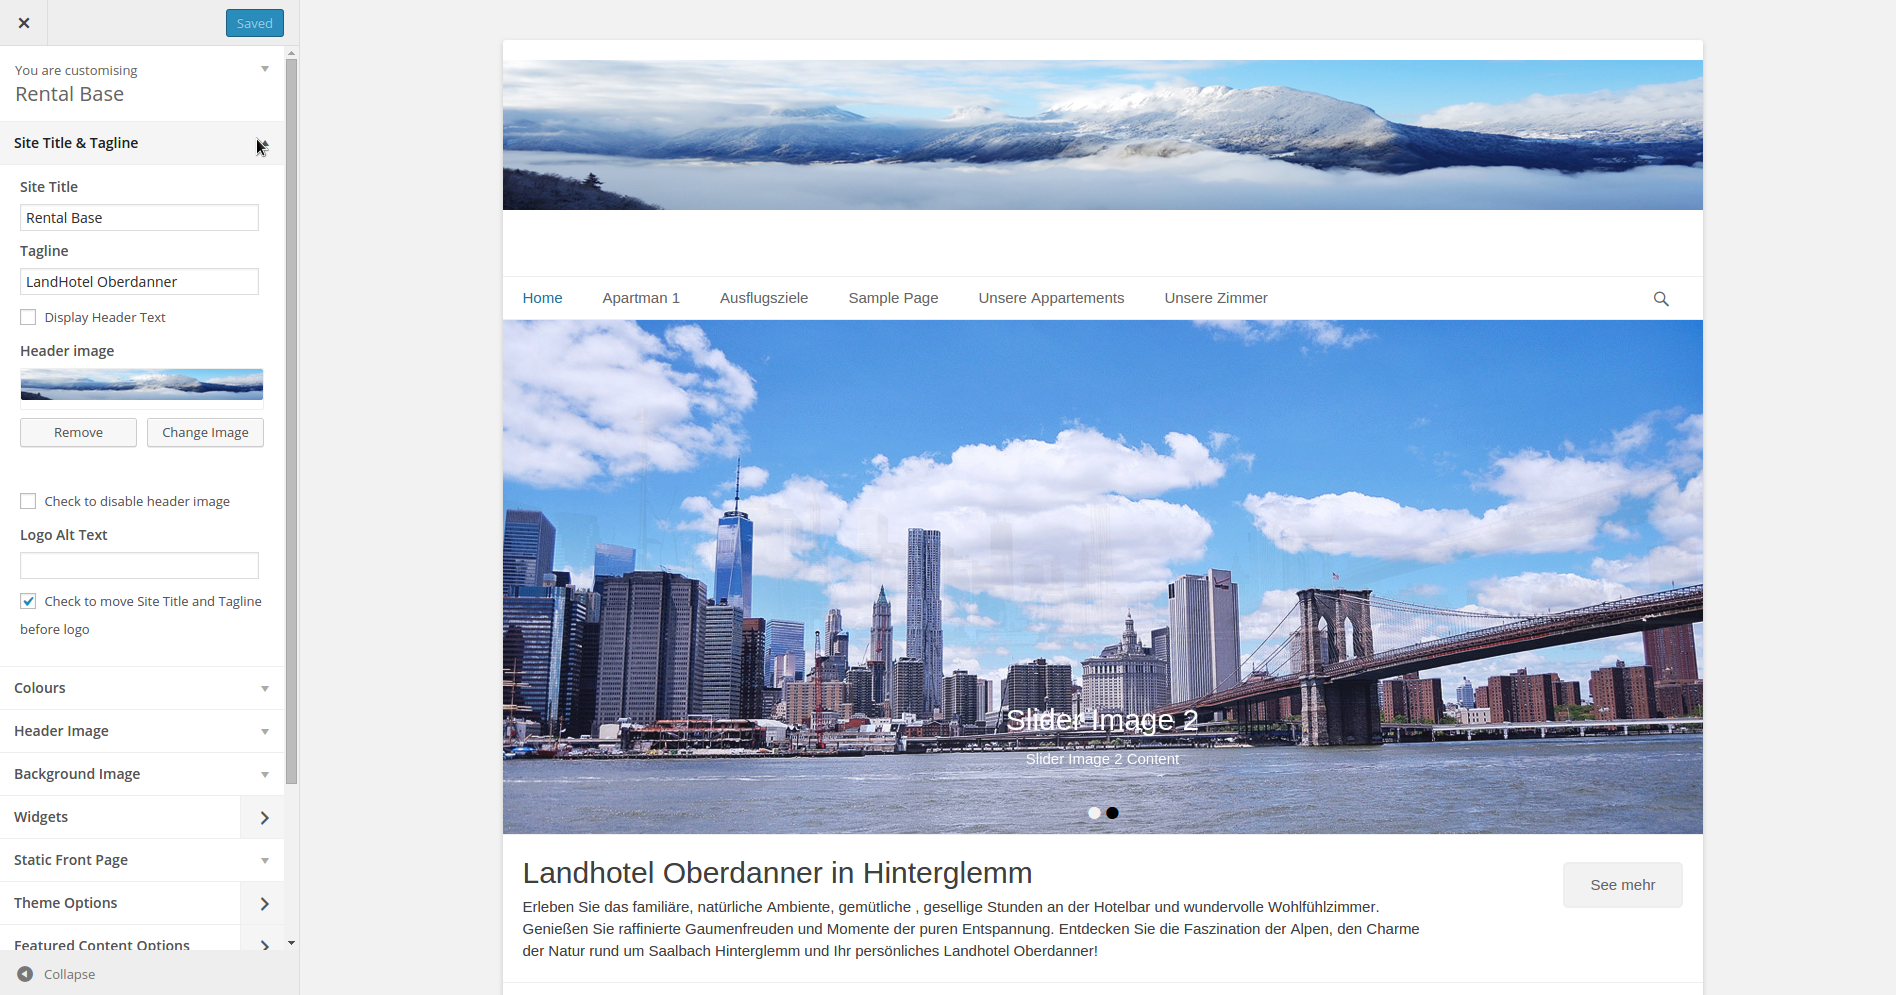 Saved
You are customising
Rental Base
Site Title & Tagline
Site Title
Rental Base
Tagline
LandHotel Oberdanner
Display Header Text
Header image
Remove
Change Image
Check to disable header image
Logo Alt Text
Check to move Site Title and Tagline
before logo
Colours
Header Image
Background Image
Widgets
Static Front Page
Theme Options
Featured Content Options
Collapse
Home
Apartman 1
Ausflugsziele
Sample Page
Unsere Appartements
Unsere Zimmer
Slider Image 2
Slider Image 2 Content
Landhotel Oberdanner in Hinterglemm
Erleben Sie das familiäre, natürliche Ambiente, gemütliche , gesellige Stunden an der Hotelbar und wundervolle Wohlfühlzimmer.
Genießen Sie raffinierte Gaumenfreuden und Momente der puren Entspannung. Entdecken Sie die Faszination der Alpen, den Charme
der Natur rund um Saalbach Hinterglemm und Ihr persönliches Landhotel Oberdanner!
See mehr